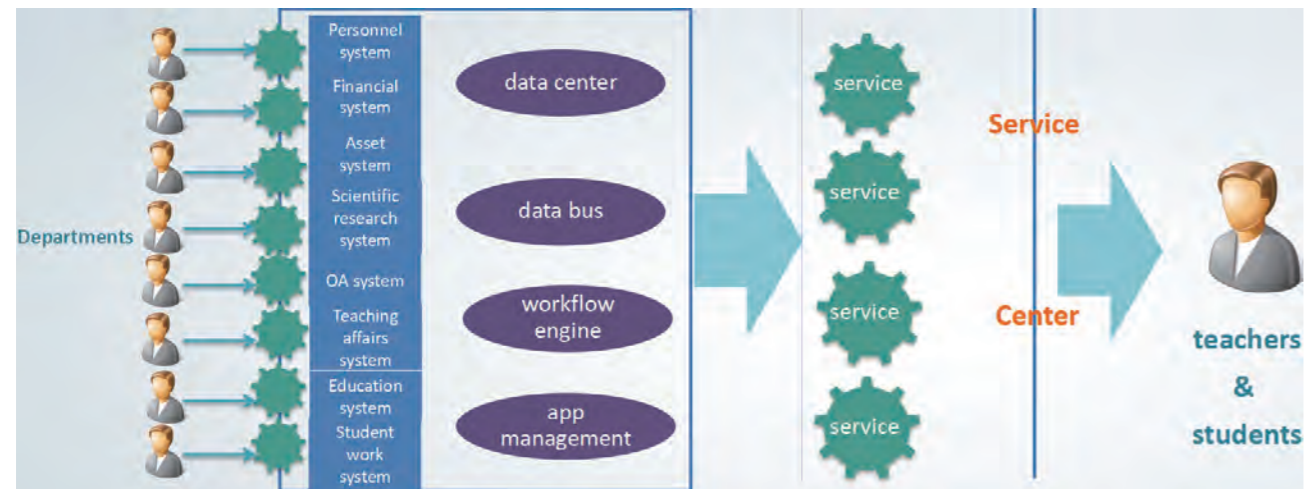 Departments
Personnel
system
Financial
system
Asset
system
Scientific
research
system
OA system
Teaching
affairs
system
Education
system
Student
work
system
data center
data bus
workflow
engine
app
management
service
service
service
service
Service
Center
teachers
&
students